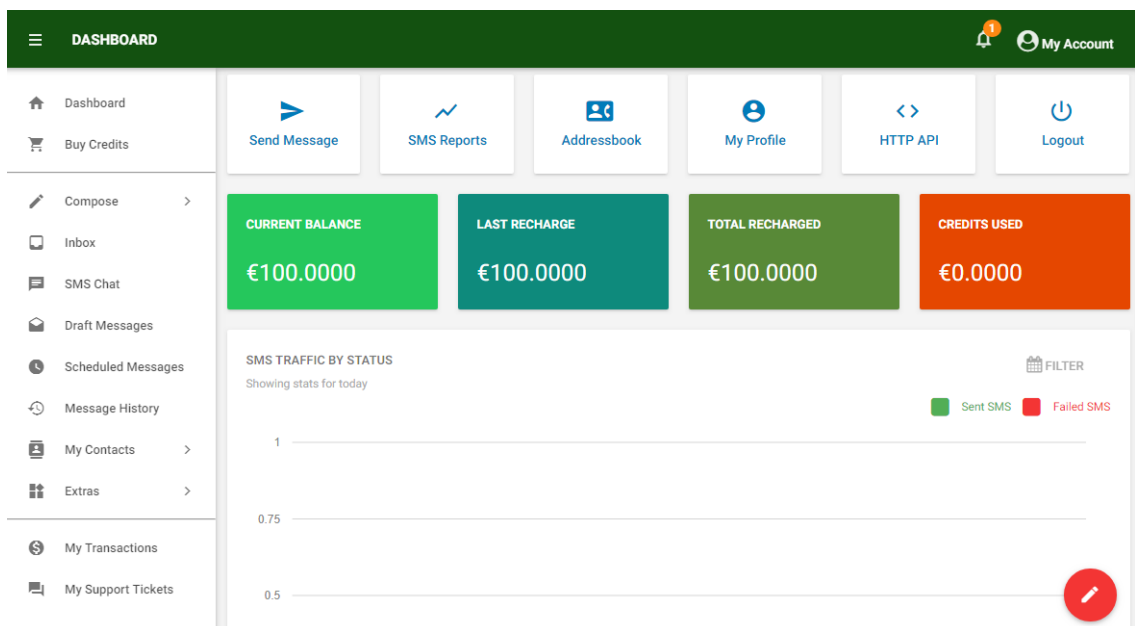 DASHBOARD
1
My Account
Dashboard
Buy Credits
Compose
Inbox
SMS Chat
Draft Messages
Scheduled Messages
Message History
My Contacts
Extras
My Transactions
My Support Tickets
Send Message
SMS Reports
Addressbook
My Profile
HTTP API
Logout
CURRENT BALANCE
€100.0000
LAST RECHARGE
€100.0000
TOTAL RECHARGED
€100.0000
CREDITS USED
€0.0000
SMS TRAFFIC BY STATUS
Showing stats for today
FILTER
Sent SMS
Failed SMS
1
0.75
0.5